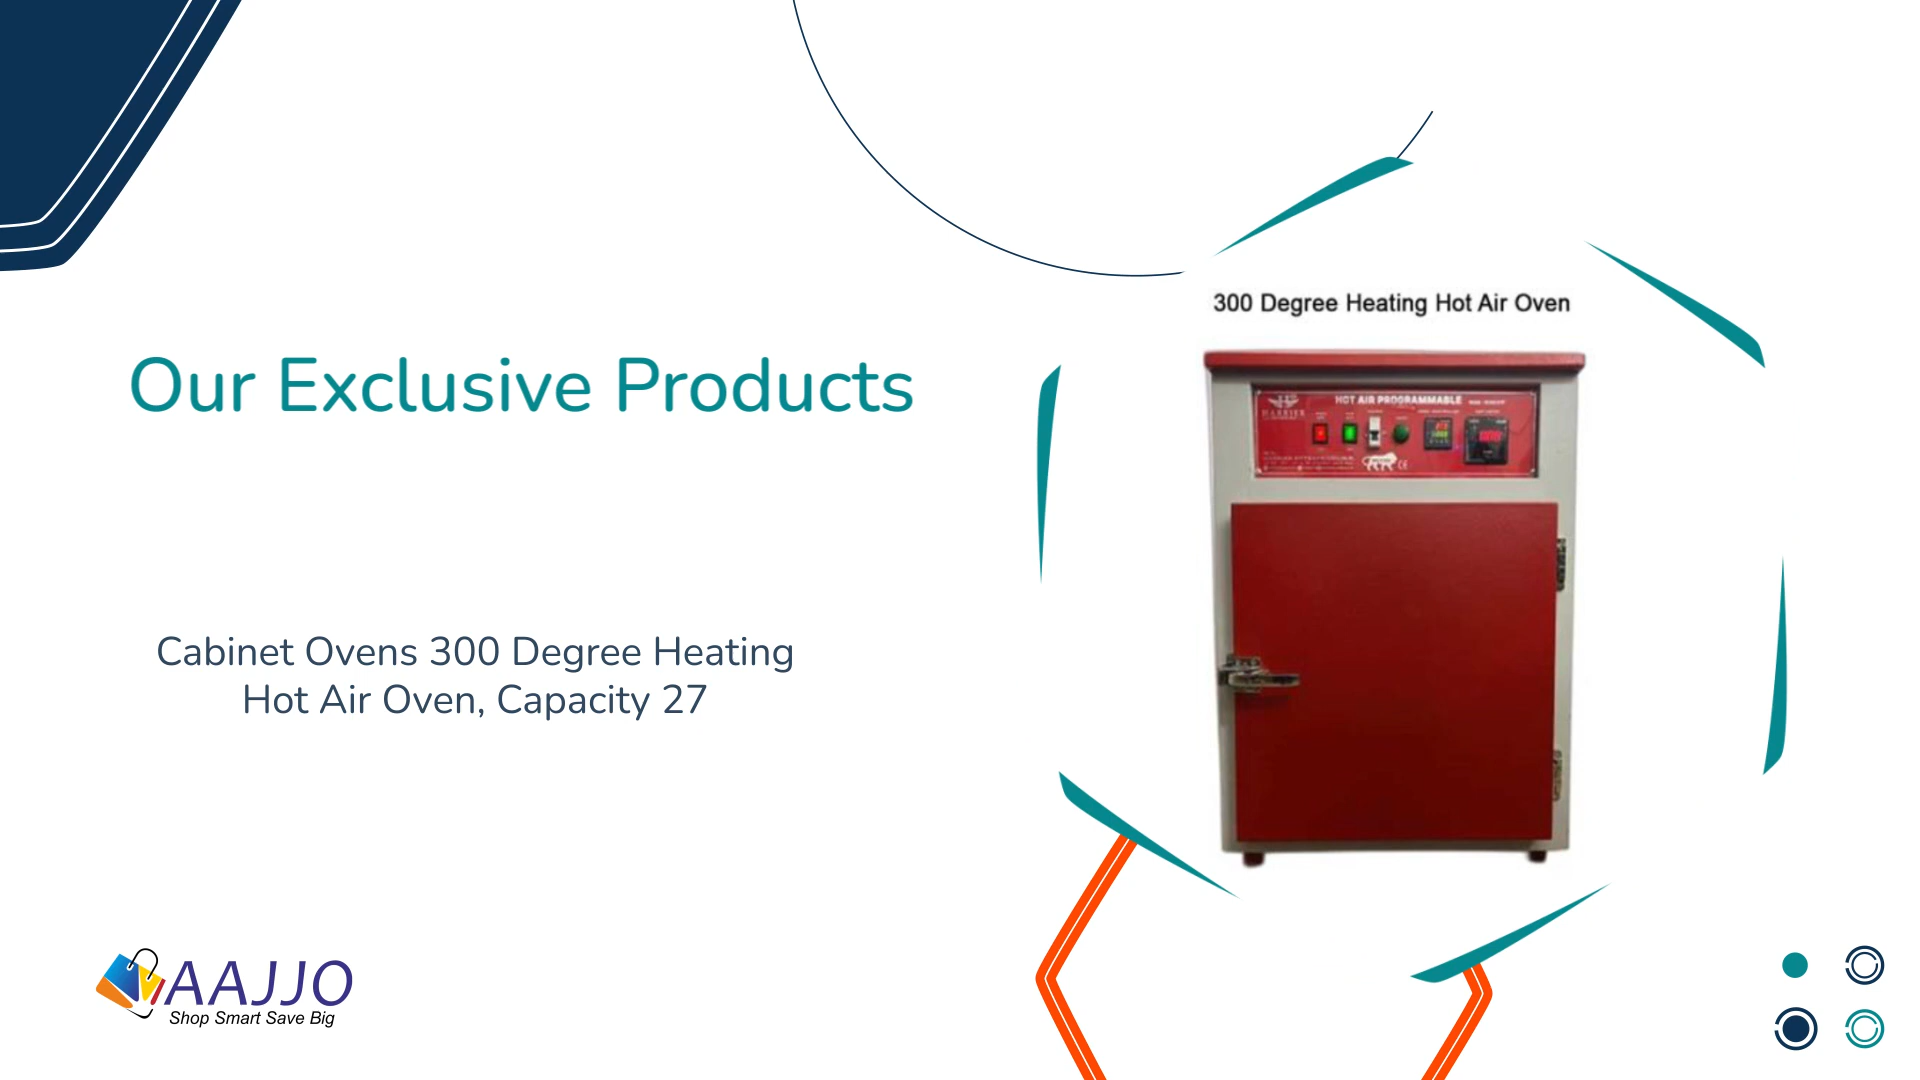 Our Exclusive Products
Cabinet Ovens 300 Degree Heating
Hot Air Oven, Capacity 27
300 Degree Heating Hot Air Oven
HOT AIR PROGRAMMABLE
AAJJO
Shop Smart Save Big